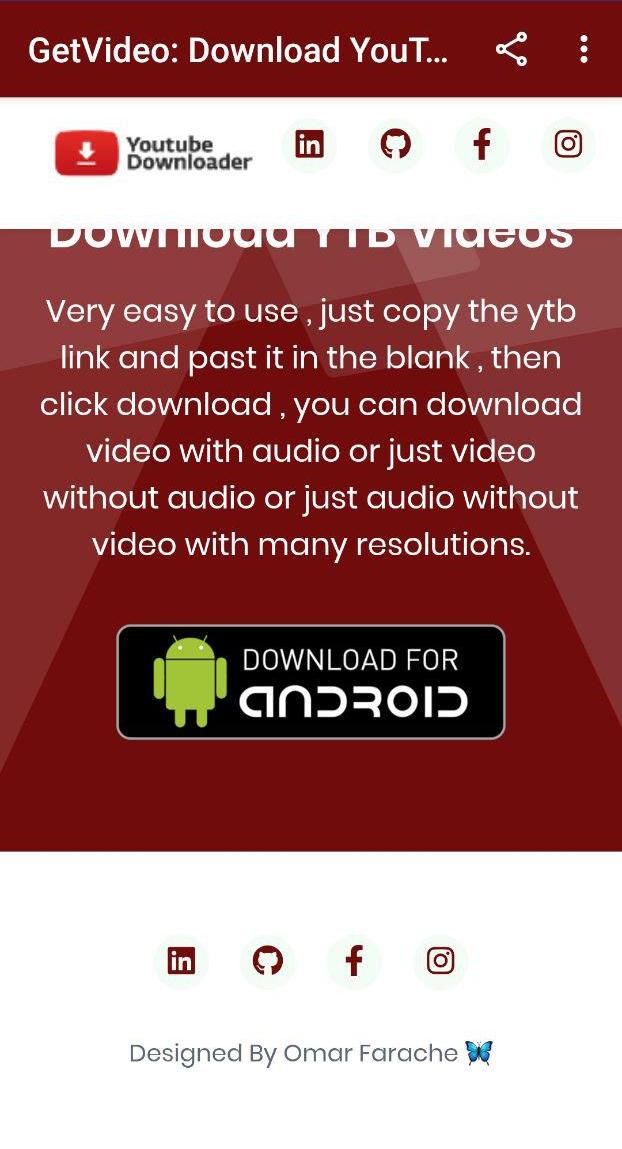 GetVideo: Download YouT...
Youtube
Downloader
Download YTB Videos
Very easy to use , just copy the ytb
link and past it in the blank , then
click download , you can download
video with audio or just video
without audio or just audio without
video with many resolutions.
DOWNLOAD FOR
ANDROID
Designed By Omar Farache 🦋